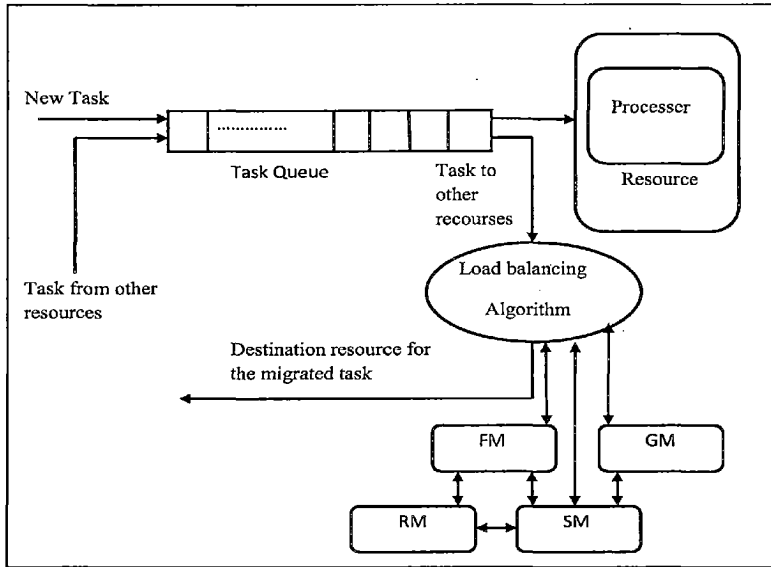 New Task
..............
Task Queue
Task to
other
recourses
Processer
Resource
Task from other
resources
Load balancing
Algorithm
Destination resource for
the migrated task
FM
GM
RM
SM